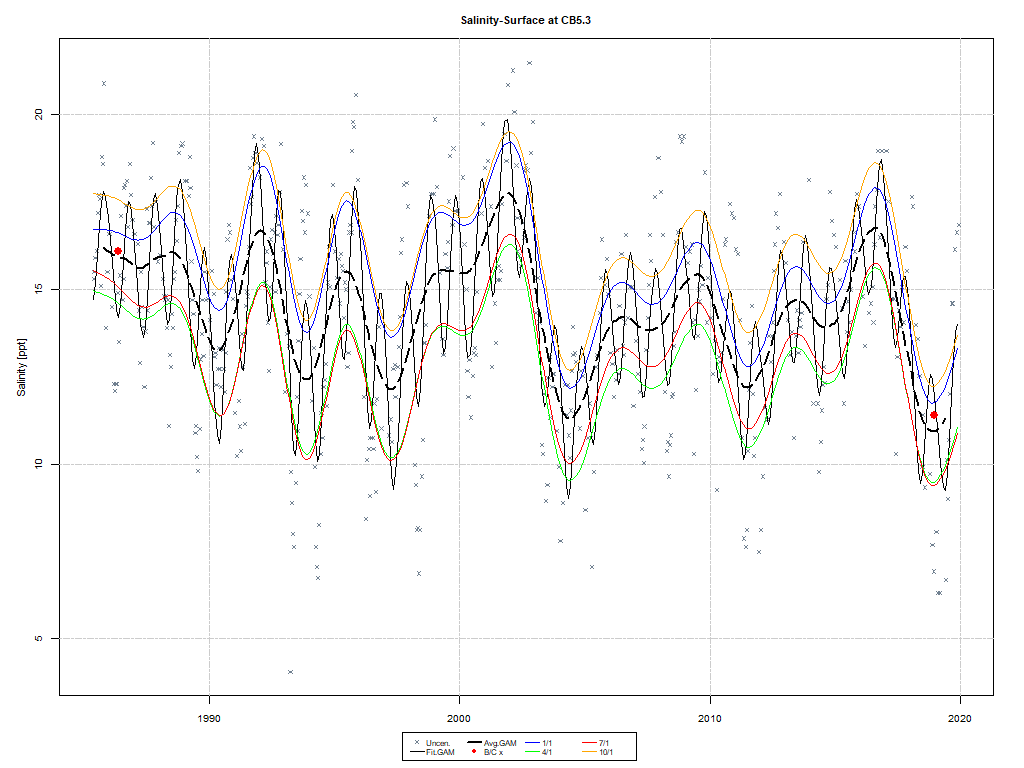 Salinity-Surface at CB5.3
20
15
10
5
Salinity [ppt]
1990
2000
2010
2020
Uncen. Avg.GAM 1/1 7/1
Fit.GAM B/C x 4/1 10/1